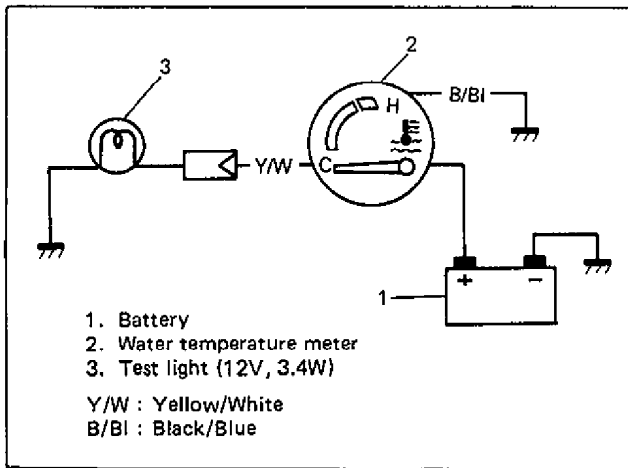 2
3
H
B/Bl
Y/W
C
+
−
1
1. Battery
2. Water temperature meter
3. Test light (12V, 3.4W)
Y/W : Yellow/White
B/Bl : Black/Blue